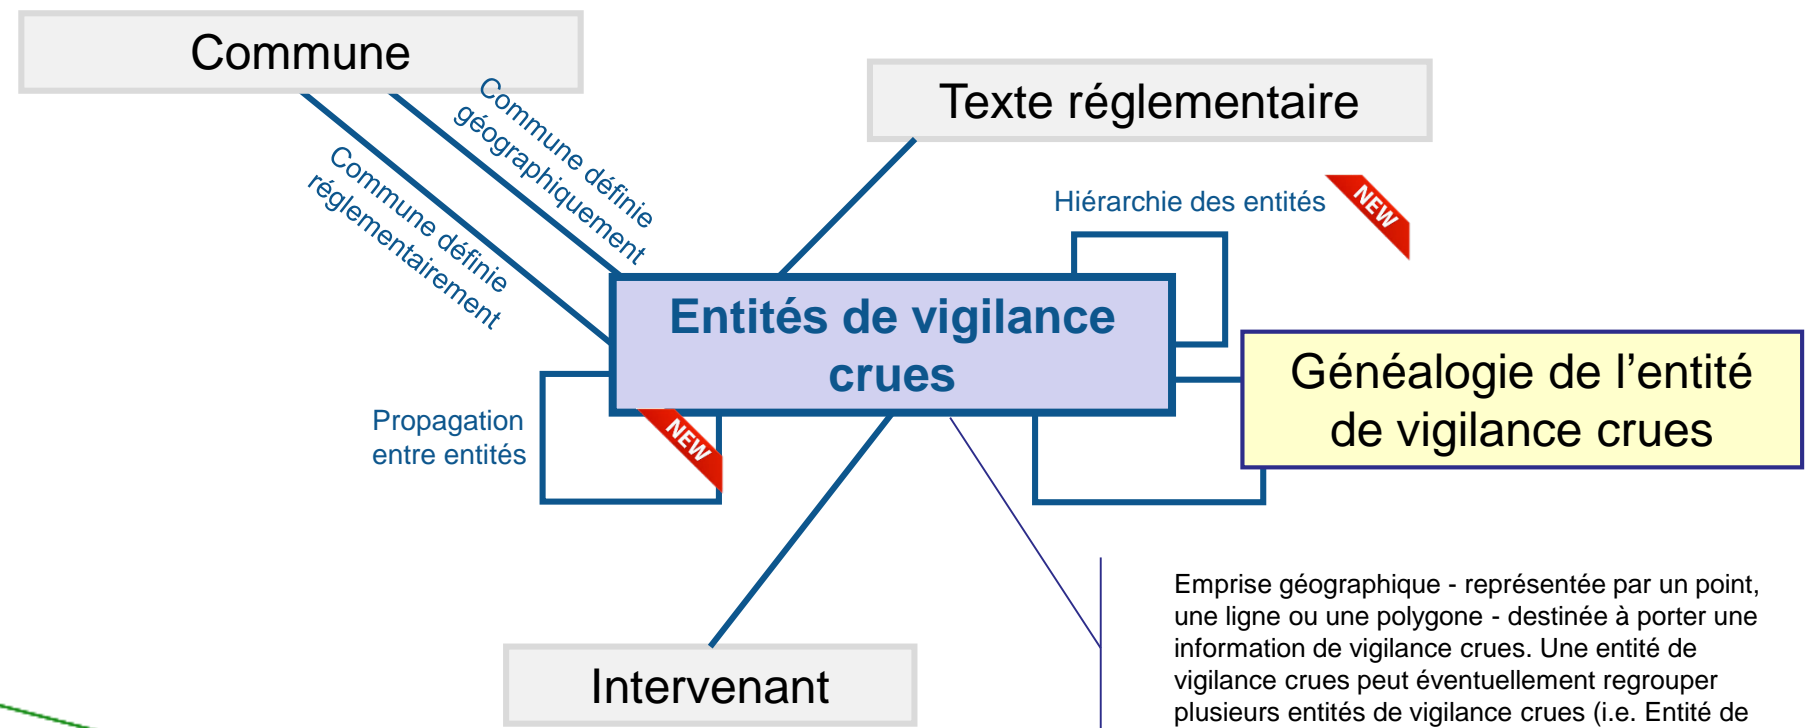 Commune
Texte réglementaire
Commune définie
géographiquement
Commune définie
réglementairement
Hiérarchie des entités
NEW
Entités de vigilance
crues
Généalogie de l'entité
de vigilance crues
Propagation
entre entités
NEW
Intervenant
Emprise géographique - représentée par un point,
une ligne ou une polygone - destinée à porter une
information de vigilance crues. Une entité de
vigilance crues peut éventuellement regrouper
plusieurs entités de vigilance crues (i.e. Entité de